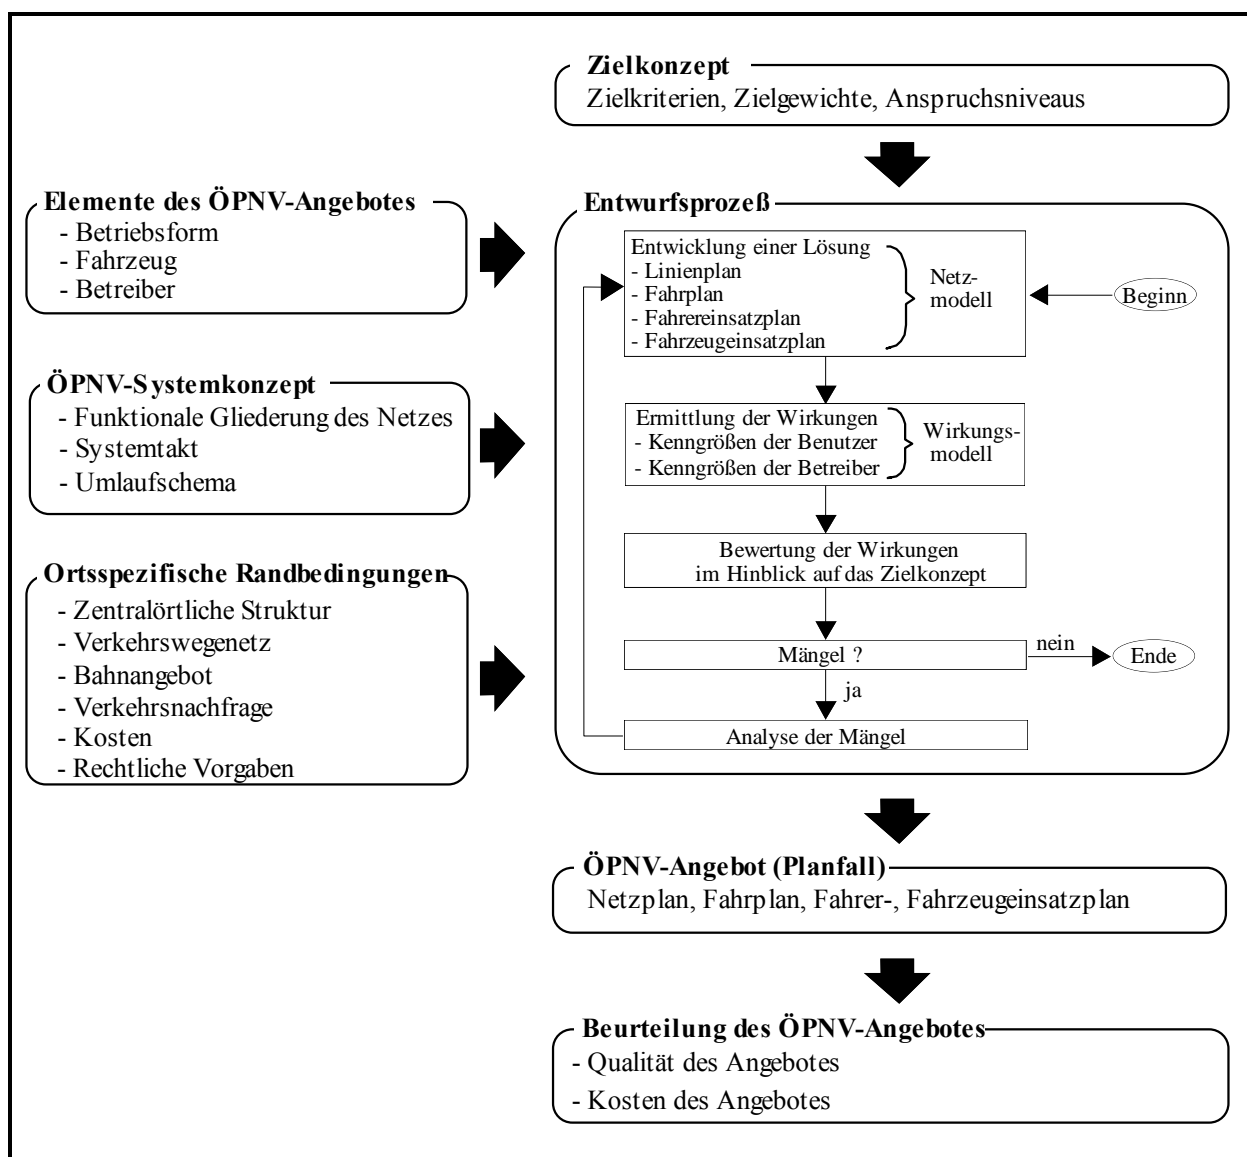 Zielkonzept
Zielkriterien, Zielgewichte, Anspruchsniveaus
Elemente des ÖPNV-Angebotes
- Betriebsform
- Fahrzeug
- Betreiber
ÖPNV-Systemkonzept
- Funktionale Gliederung des Netzes
- Systemtakt
- Umlaufschema
Ortsspezifische Randbedingungen
- Zentralörtliche Struktur
- Verkehrswegenetz
- Bahnangebot
- Verkehrsnachfrage
- Kosten
- Rechtliche Vorgaben
Entwurfsprozeß
Entwicklung einer Lösung
- Linienplan
- Fahrplan
- Fahrereinsatzplan
- Fahrzeugeinsatzplan
Netz-
modell
Beginn
Ermittlung der Wirkungen
- Kenngrößen der Benutzer
- Kenngrößen der Betreiber
Wirkungs-
modell
Bewertung der Wirkungen
im Hinblick auf das Zielkonzept
Mängel ?
nein
Ende
ja
Analyse der Mängel
ÖPNV-Angebot (Planfall)
Netzplan, Fahrplan, Fahrer-, Fahrzeugeinsatzplan
Beurteilung des ÖPNV-Angebotes
- Qualität des Angebotes
- Kosten des Angebotes